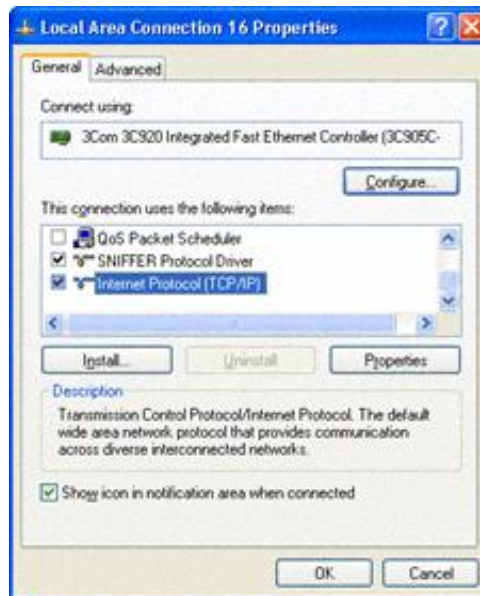 Local Area Connection 16 Properties
General Advanced
Connect using:
3Com 3C920 Integrated Fast Ethernet Controller (3C905C-
Configure...
This connection uses the following items:
QoS Packet Scheduler
SNIFFER Protocol Driver
Internet Protocol (TCP/IP)
Install... Uninstall Properties
Description
Transmission Control Protocol/Internet Protocol. The default
wide area network protocol that provides communication
across diverse interconnected networks.
Show icon in notification area when connected
OK Cancel